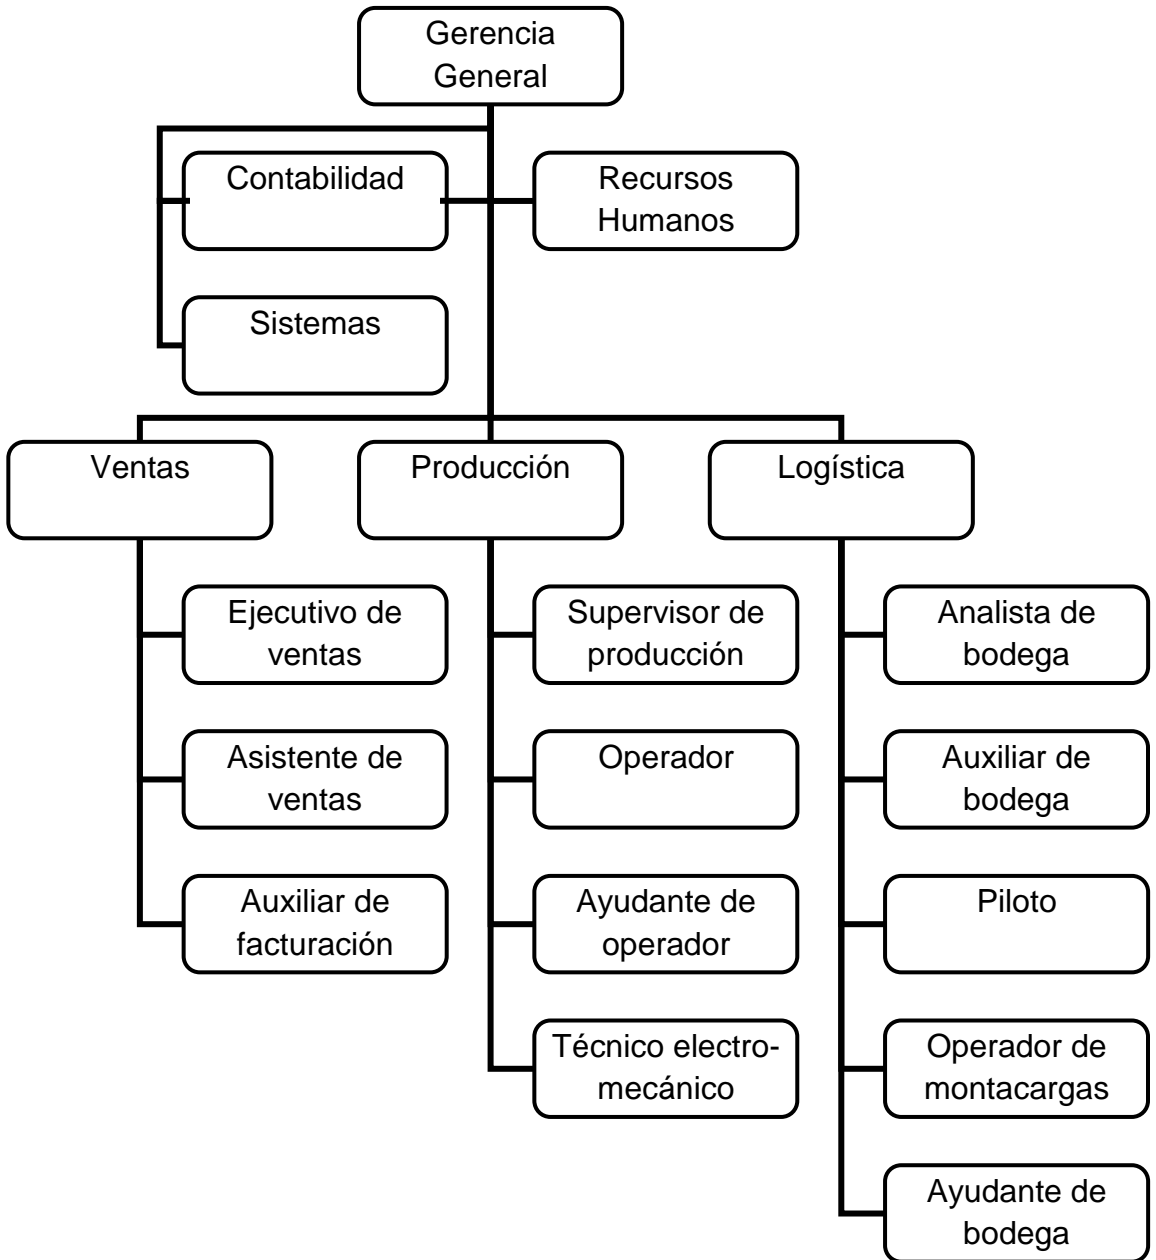 Gerencia
General
Contabilidad
Recursos
Humanos
Sistemas
Ventas
Producción
Logística
Ejecutivo de
ventas
Supervisor de
producción
Analista de
bodega
Asistente de
ventas
Operador
Auxiliar de
bodega
Auxiliar de
facturación
Ayudante de
operador
Piloto
Técnico electro-
mecánico
Operador de
montacargas
Ayudante de
bodega